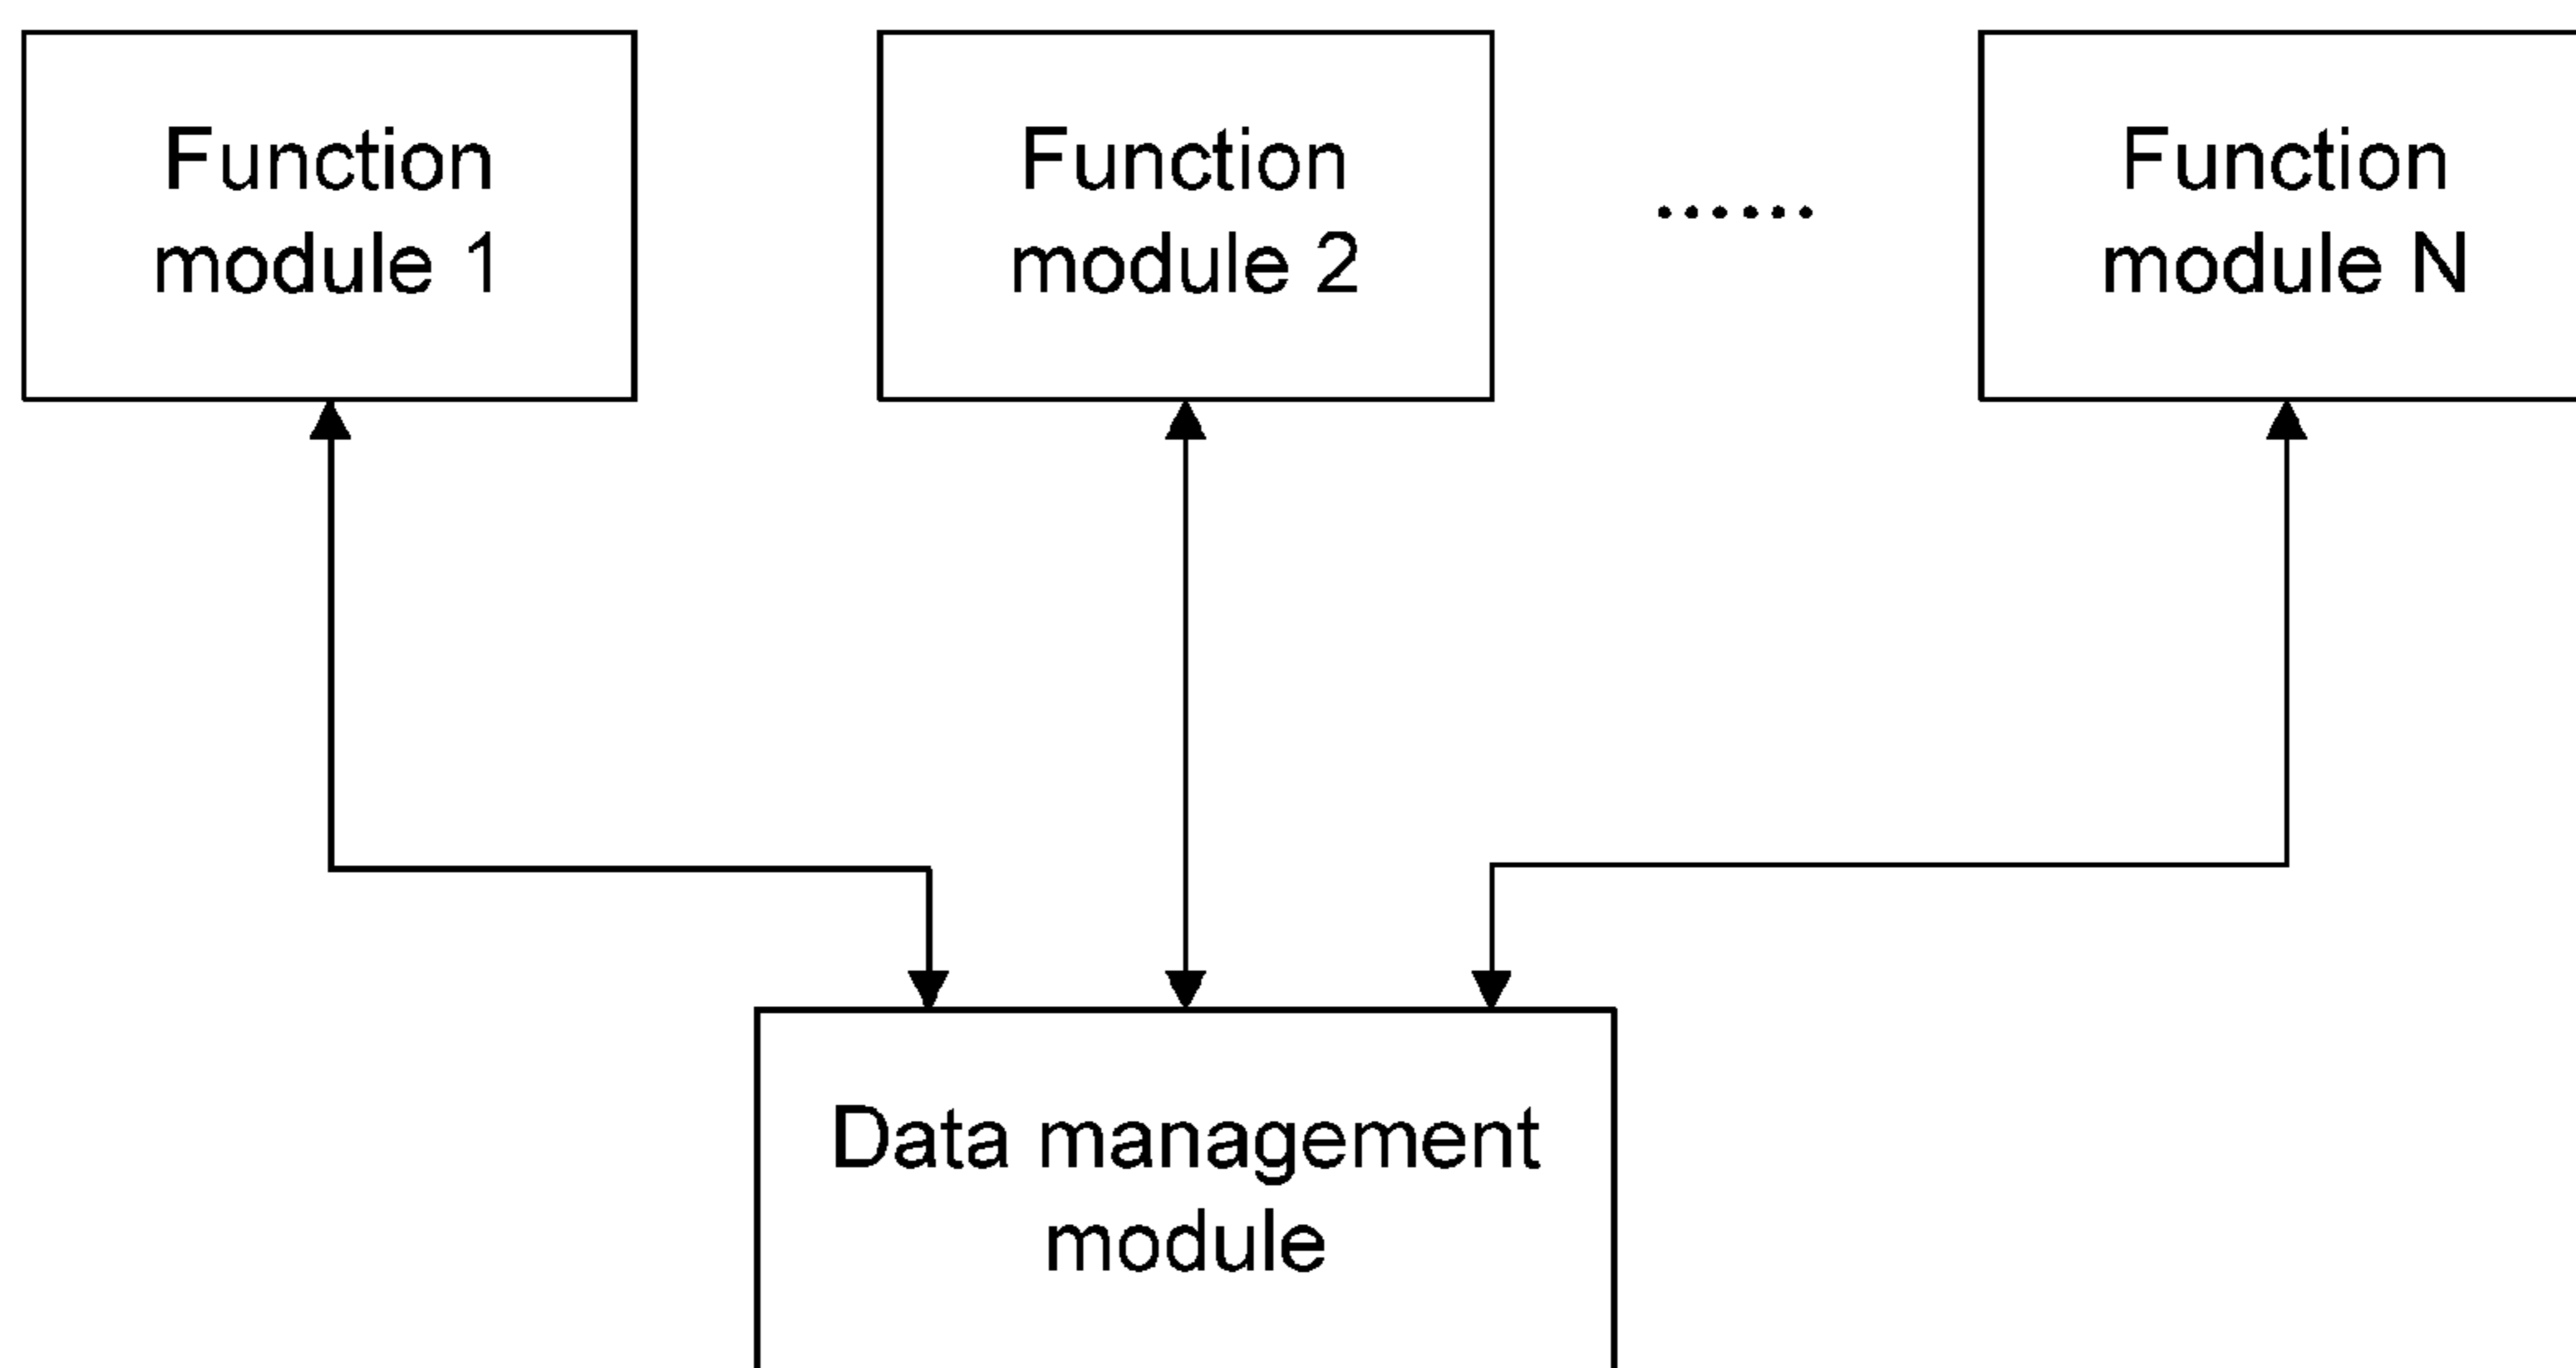 Function
module 1
Function
module 2
......
Function
module N
Data management
module